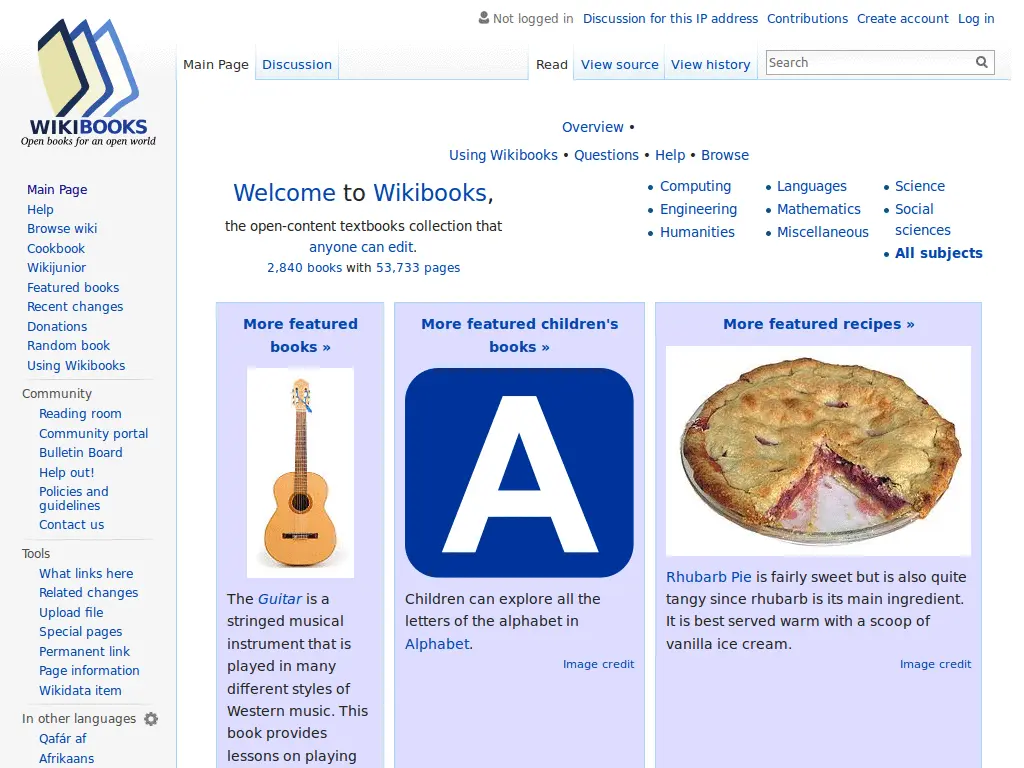 Not logged in Discussion for this IP address Contributions Create account Log in
Main Page Discussion Read View source View history Search
WIKIBOOKS
Open books for an open world
Main Page
Help
Browse wiki
Cookbook
Wikijunior
Featured books
Recent changes
Donations
Random book
Using Wikibooks
Community
Reading room
Community portal
Bulletin Board
Help out!
Policies and
guidelines
Contact us
Tools
What links here
Related changes
Upload file
Special pages
Permanent link
Page information
Wikidata item
In other languages
Qafár af
Afrikaans
Overview •
Using Wikibooks • Questions • Help • Browse
Welcome to Wikibooks,
the open-content textbooks collection that
anyone can edit.
2,840 books with 53,733 pages
• Computing
• Engineering
• Humanities
• Languages
• Mathematics
• Miscellaneous
• Science
• Social
sciences
• All subjects
More featured
books »
The Guitar is a
stringed musical
instrument that is
played in many
different styles of
Western music. This
book provides
lessons on playing
More featured children's
books »
A
Children can explore all the
letters of the alphabet in
Alphabet.
Image credit
More featured recipes »
Rhubarb Pie is fairly sweet but is also quite
tangy since rhubarb is its main ingredient.
It is best served warm with a scoop of
vanilla ice cream.
Image credit